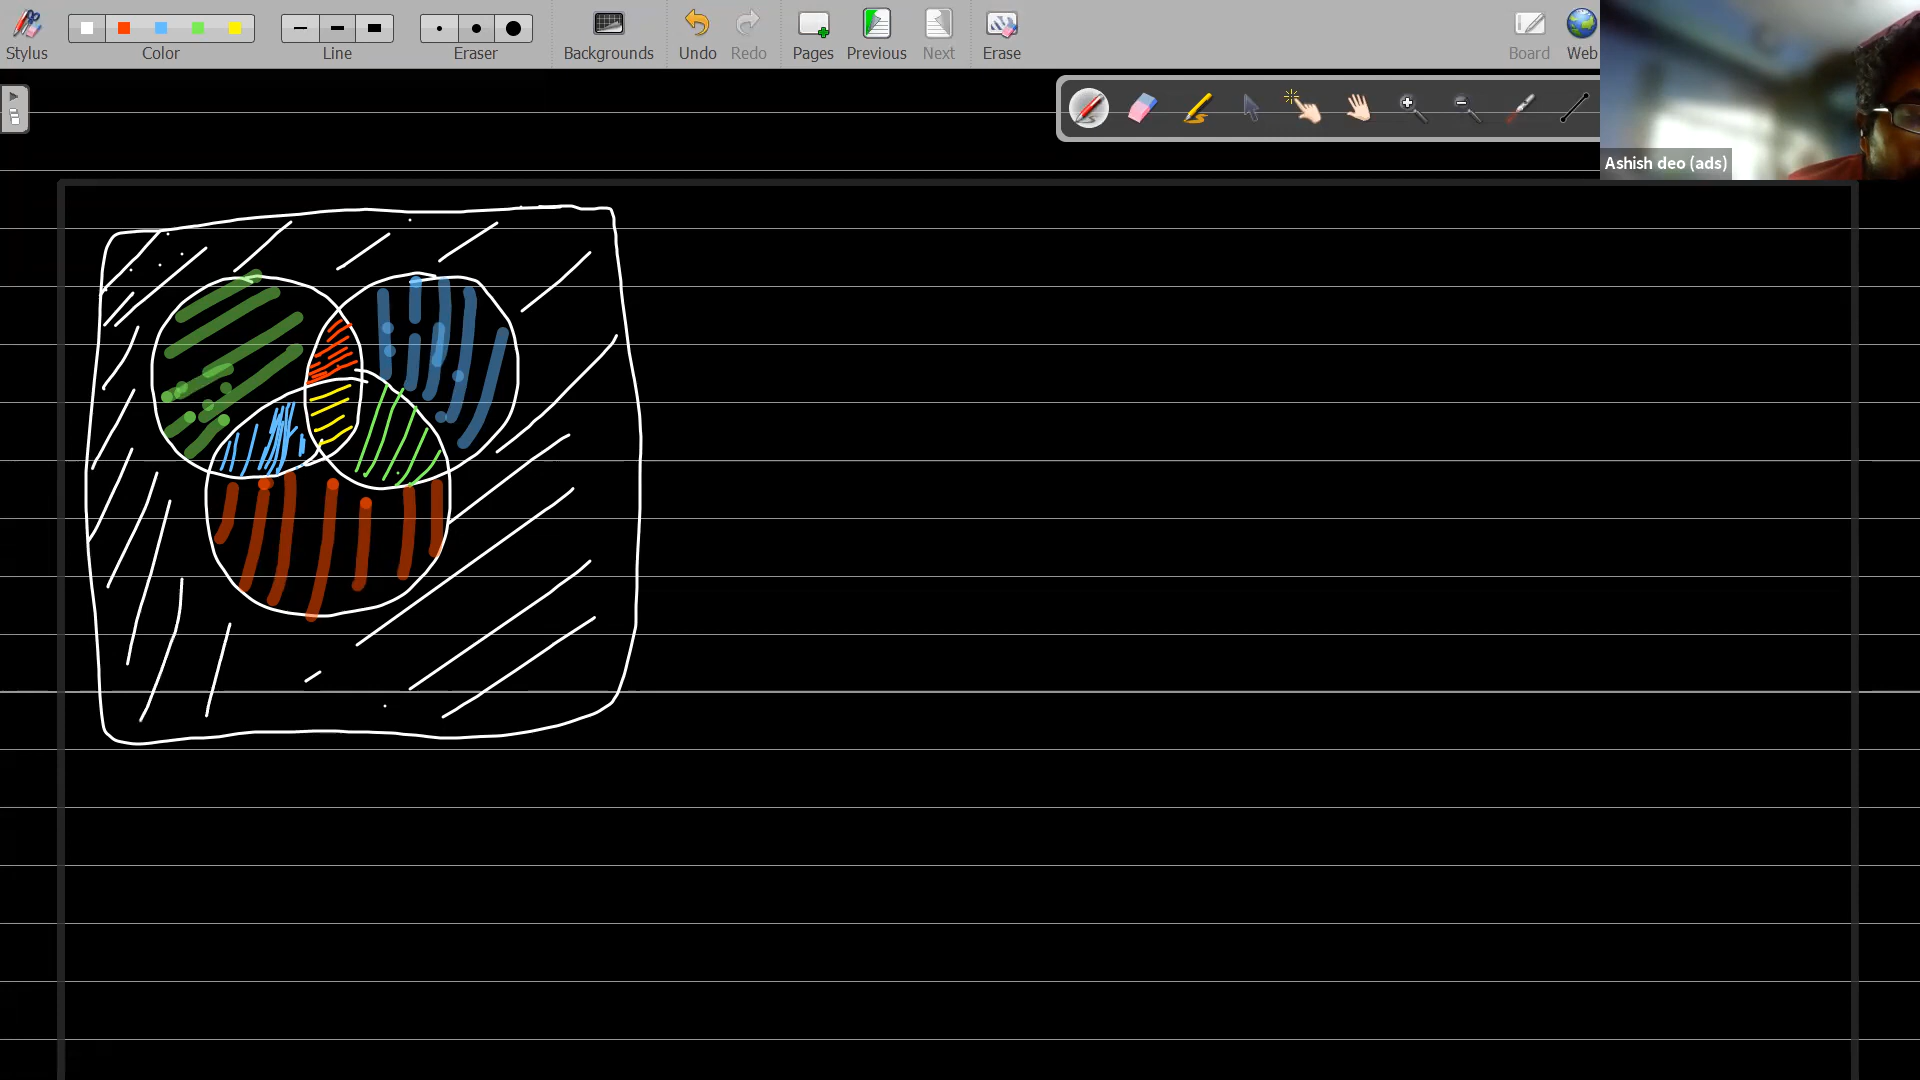 Stylus
Color
Line
Eraser
Backgrounds
Undo
Redo
Pages
Previous
Next
Erase
Board
Web
Ashish deo (ads)